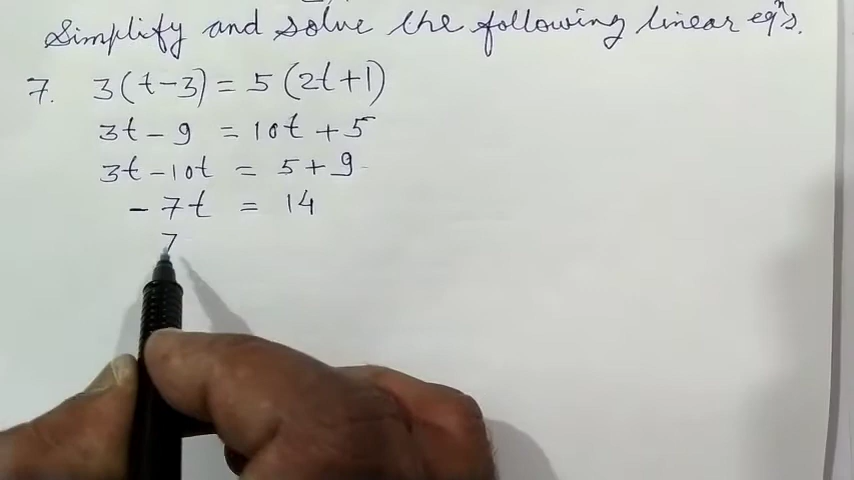 Simplify and solve the following linear eqⁿs.
7. 3(t-3) = 5(2t+1)
3t - 9 = 10t + 5
3t - 10t = 5 + 9
- 7t = 14
7